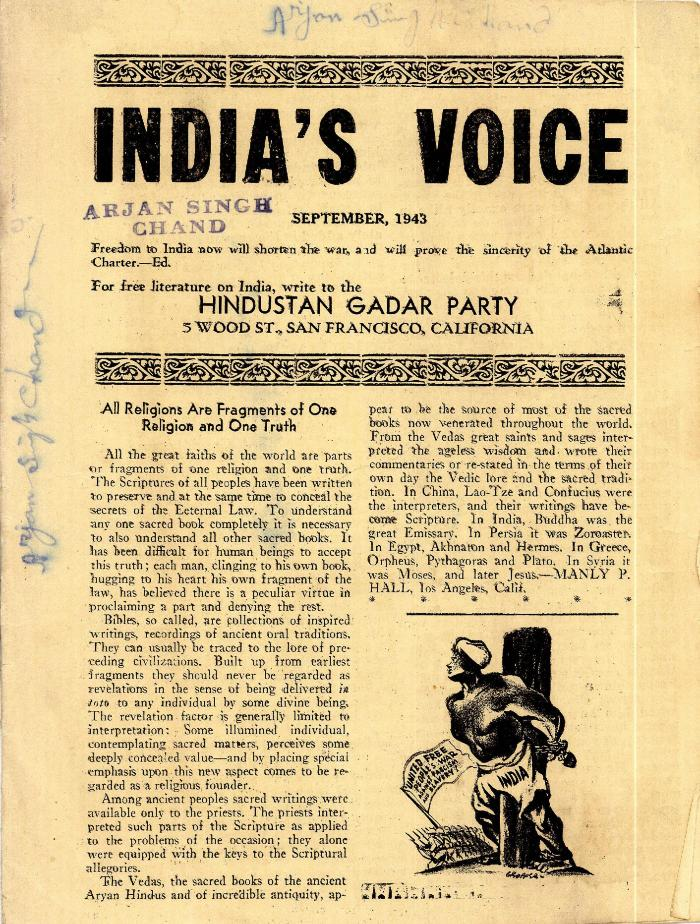 Arjan Singh Chand
INDIA'S VOICE
ARJAN SINGH
CHAND
SEPTEMBER, 1943
Freedom to India now will shorten the war, and will prove the sincerity of the Atlantic
Charter.—Ed.
For free literature on India, write to the
HINDUSTAN GADAR PARTY
5 WOOD ST., SAN FRANCISCO, CALIFORNIA
Arjan Singh Chand
All Religions Are Fragments of One
Religion and One Truth
All the great faiths of the world are parts
or fragments of one religion and one truth.
The Scriptures of all peoples have been written
to preserve and at the same time to conceal the
secrets of the Eeternal Law. To understand
any one sacred book completely it is necessary
to also understand all other sacred books. It
has been difficult for human beings to accept
this truth; each man, clinging to his own book,
hugging to his heart his own fragment of the
law, has believed there is a peculiar virtue in
proclaiming a part and denying the rest.
Bibles, so called, are collections of inspired
writings, recordings of ancient oral traditions.
They can usually be traced to the lore of pre-
ceding civilizations. Built up from earliest
fragments they should never be regarded as
revelations in the sense of being delivered in
toto to any individual by some divine being.
The revelation factor is generally limited to
interpretation: Some illumined individual,
contemplating sacred matters, perceives some
deeply concealed value—and by placing special
emphasis upon this new aspect comes to be re-
garded as a religious founder.
Among ancient peoples sacred writings were
available only to the priests. The priests inter-
preted such parts of the Scripture as applied
to the problems of the occasion; they alone
were equipped with the keys to the Scriptural
allegories.
The Vedas, the sacred books of the ancient
Aryan Hindus and of incredible antiquity, ap-
pear to be the source of most of the sacred
books now venerated throughout the world.
From the Vedas great saints and sages inter-
preted the ageless wisdom and wrote their
commentaries or re-stated in the terms of their
own day the Vedic lore and the sacred tradi-
tion. In China, Lao-Tze and Confucius were
the interpreters, and their writings have be-
come Scripture. In India, Buddha was the
great Emissary. In Persia it was Zoroaster.
In Egypt, Akhnaton and Hermes. In Greece,
Orpheus, Pythagoras and Plato. In Syria it
was Moses, and later Jesus.—MANLY P.
HALL, los Angeles, Calif.
* * * * * *
UNITED FREE
PEOPLE'S WAR
SLAVERY!
INDIA